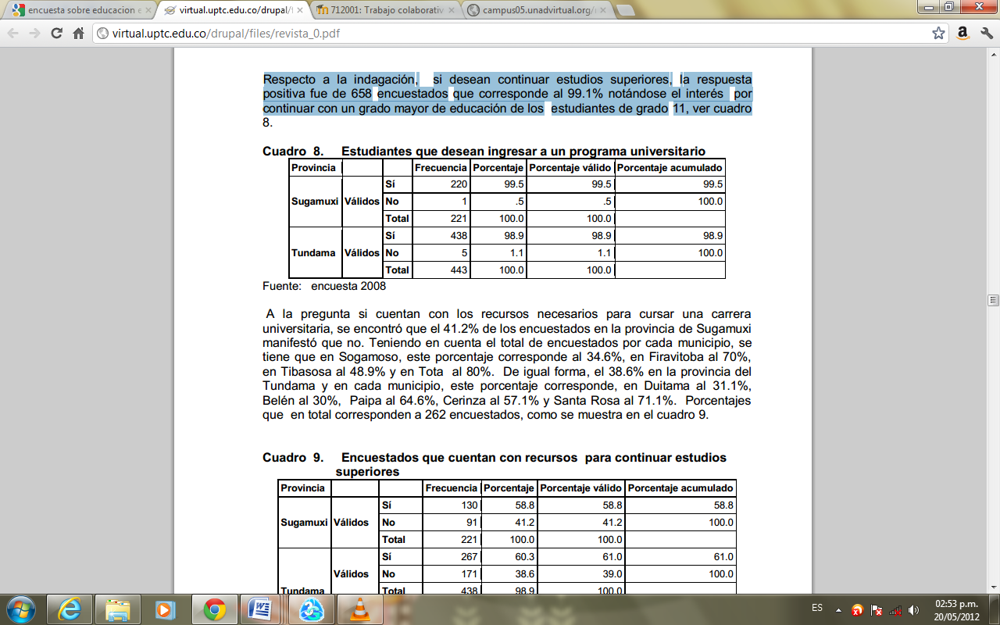 encuesta sobre educacion e
virtual.uptc.edu.co/drupal/f
712001: Trabajo colaborativ
campus05.unadvirtual.org/
virtual.uptc.edu.co/drupal/files/revista_0.pdf
Respecto a la indagación, si desean continuar estudios superiores, la respuesta
positiva fue de 658 encuestados que corresponde al 99.1% notándose el interés por
continuar con un grado mayor de educación de los estudiantes de grado 11, ver cuadro
8.
Cuadro 8. Estudiantes que desean ingresar a un programa universitario
Provincia Frecuencia Porcentaje Porcentaje válido Porcentaje acumulado
Sí 220 99.5 99.5 99.5
Sugamuxi Válidos No 1 .5 .5 100.0
Total 221 100.0 100.0
Sí 438 98.9 98.9 98.9
Tundama Válidos No 5 1.1 1.1 100.0
Total 443 100.0 100.0
Fuente: encuesta 2008
A la pregunta si cuentan con los recursos necesarios para cursar una carrera
universitaria, se encontró que el 41.2% de los encuestados en la provincia de Sugamuxi
manifestó que no. Teniendo en cuenta el total de encuestados por cada municipio, se
tiene que en Sogamoso, este porcentaje corresponde al 34.6%, en Firavitoba al 70%,
en Tibasosa al 48.9% y en Tota al 80%. De igual forma, el 38.6% en la provincia del
Tundama y en cada municipio, este porcentaje corresponde, en Duitama al 31.1%,
Belén al 30%, Paipa al 64.6%, Cerinza al 57.1% y Santa Rosa al 71.1%. Porcentajes
que en total corresponden a 262 encuestados, como se muestra en el cuadro 9.
Cuadro 9. Encuestados que cuentan con recursos para continuar estudios
superiores
Provincia Frecuencia Porcentaje Porcentaje válido Porcentaje acumulado
Sí 130 58.8 58.8 58.8
Sugamuxi Válidos No 91 41.2 41.2 100.0
Total 221 100.0 100.0
Sí 267 60.3 61.0 61.0
Válidos No 171 38.6 39.0 100.0
Tundama Total 438 98.9 100.0
ES
02:53 p.m.
20/05/2012